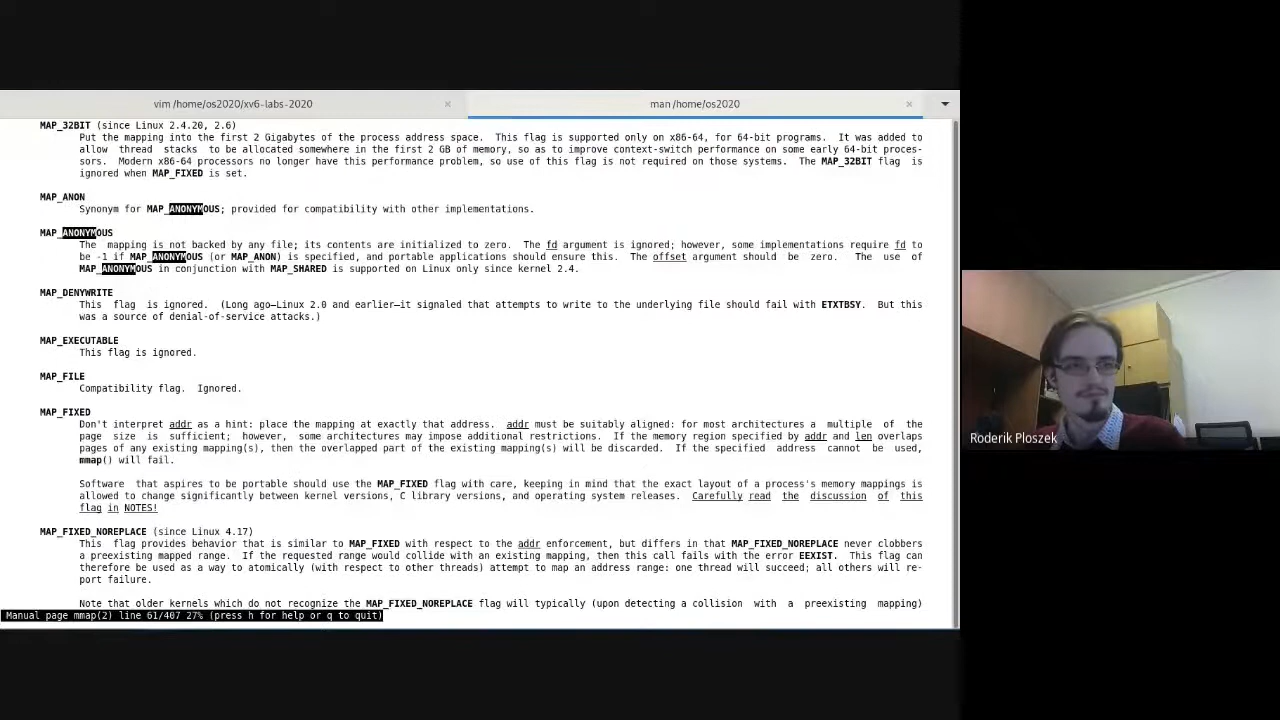 vim /home/os2020/xv6-labs-2020 × man /home/os2020 ×
MAP_32BIT (since Linux 2.4.20, 2.6)
Put the mapping into the first 2 Gigabytes of the process address space. This flag is supported only on x86-64, for 64-bit programs. It was added to
allow thread stacks to be allocated somewhere in the first 2 GB of memory, so as to improve context-switch performance on some early 64-bit proces-
sors. Modern x86-64 processors no longer have this performance problem, so use of this flag is not required on those systems. The MAP_32BIT flag is
ignored when MAP_FIXED is set.
MAP_ANON
Synonym for MAP_ANONYMOUS; provided for compatibility with other implementations.
MAP_ANONYMOUS
The mapping is not backed by any file; its contents are initialized to zero. The fd argument is ignored; however, some implementations require fd to
be -1 if MAP_ANONYMOUS (or MAP_ANON) is specified, and portable applications should ensure this. The offset argument should be zero. The use of
MAP_ANONYMOUS in conjunction with MAP_SHARED is supported on Linux only since kernel 2.4.
MAP_DENYWRITE
This flag is ignored. (Long ago—Linux 2.0 and earlier—it signaled that attempts to write to the underlying file should fail with ETXTBSY. But this
was a source of denial-of-service attacks.)
MAP_EXECUTABLE
This flag is ignored.
MAP_FILE
Compatibility flag. Ignored.
MAP_FIXED
Don't interpret addr as a hint: place the mapping at exactly that address. addr must be suitably aligned: for most architectures a multiple of the
page size is sufficient; however, some architectures may impose additional restrictions. If the memory region specified by addr and len overlaps
pages of any existing mapping(s), then the overlapped part of the existing mapping(s) will be discarded. If the specified address cannot be used,
mmap() will fail.
Software that aspires to be portable should use the MAP_FIXED flag with care, keeping in mind that the exact layout of a process's memory mappings is
allowed to change significantly between kernel versions, C library versions, and operating system releases. Carefully read the discussion of this
flag in NOTES!
MAP_FIXED_NOREPLACE (since Linux 4.17)
This flag provides behavior that is similar to MAP_FIXED with respect to the addr enforcement, but differs in that MAP_FIXED_NOREPLACE never clobbers
a preexisting mapped range. If the requested range would collide with an existing mapping, then this call fails with the error EEXIST. This flag can
therefore be used as a way to atomically (with respect to other threads) attempt to map an address range: one thread will succeed; all others will re-
port failure.
Note that older kernels which do not recognize the MAP_FIXED_NOREPLACE flag will typically (upon detecting a collision with a preexisting mapping)
Manual page mmap(2) line 61/407 27% (press h for help or q to quit)
Roderik Ploszek